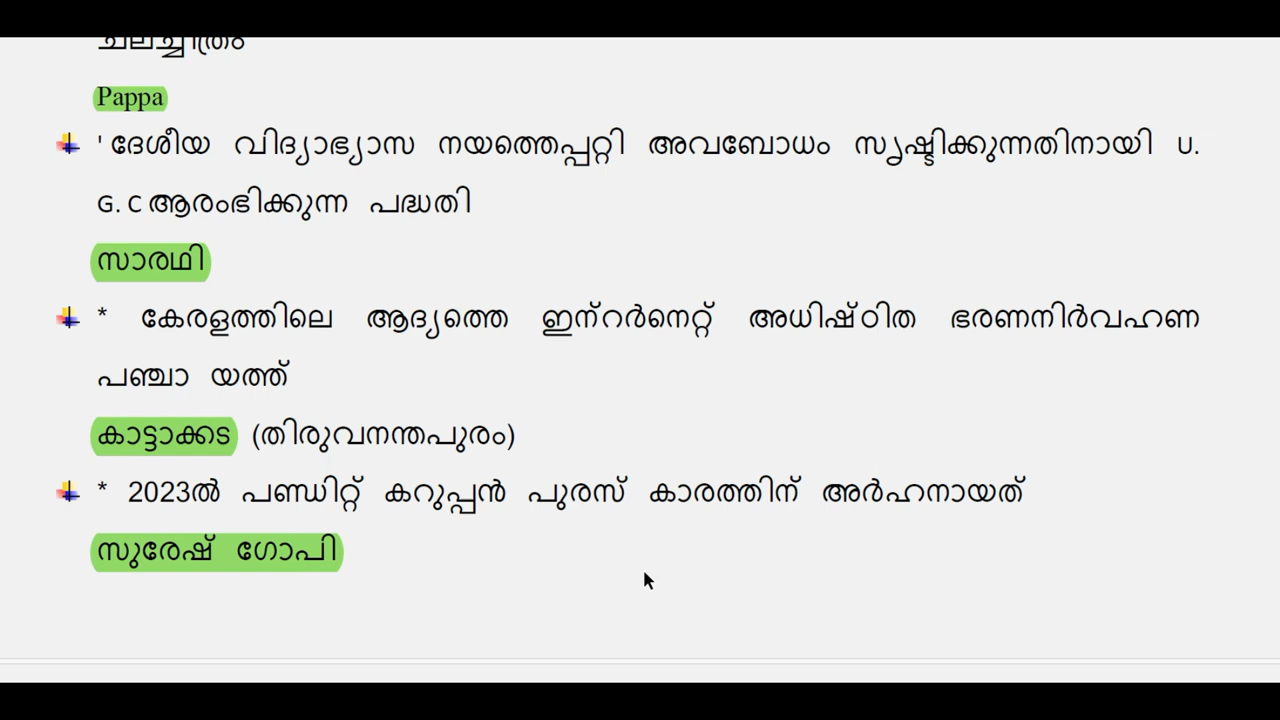 ചലച്ചിത്രം
Pappa
' ദേശീയ വിദ്യാഭ്യാസ നയത്തെപ്പറ്റി അവബോധം സൃഷ്ടിക്കുന്നതിനായി U.
G. C ആരംഭിക്കുന്ന പദ്ധതി
സാരഥി
* കേരളത്തിലെ ആദ്യത്തെ ഇന്റർനെറ്റ് അധിഷ്ഠിത ഭരണനിർവഹണ
പഞ്ചാ യത്ത്
കാട്ടാക്കട (തിരുവനന്തപുരം)
* 2023ൽ പണ്ഡിറ്റ് കറുപ്പൻ പുരസ് കാരത്തിന് അർഹനായത്
സുരേഷ് ഗോപി